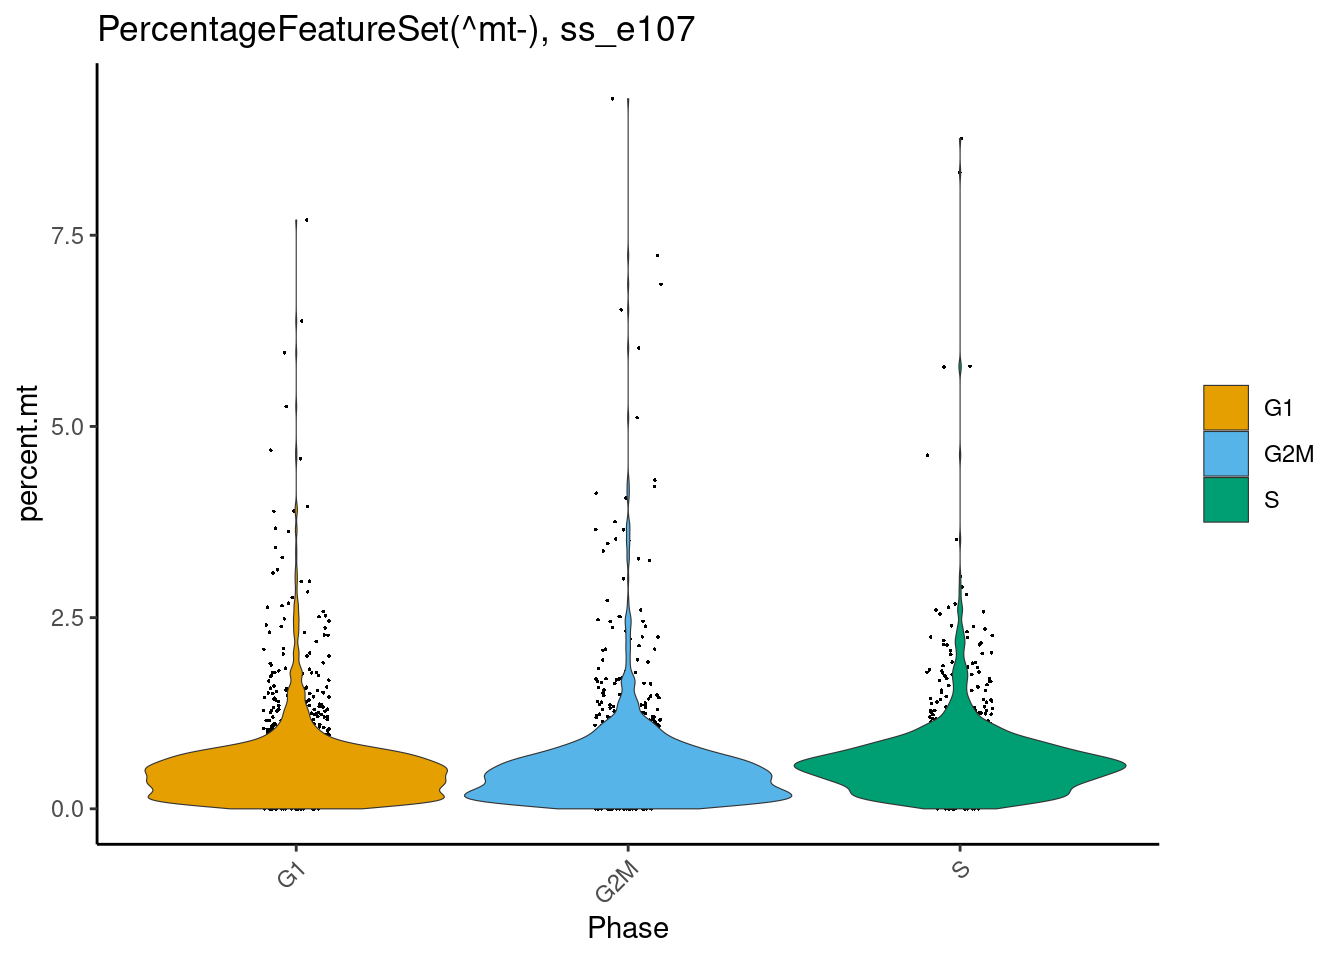 PercentageFeatureSet(^mt-), ss_e107
percent.mt
7.5
5.0
2.5
0.0
G1
G2M
S
Phase
G1
G2M
S